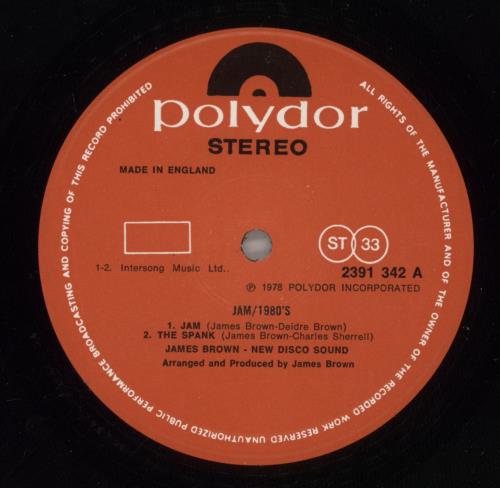 polydor
STEREO
MADE IN ENGLAND
ST 33
1-2. Intersong Music Ltd..
2391 342 A
℗ 1978 POLYDOR INCORPORATED
JAM/1980'S
1. JAM (James Brown-Deidre Brown)
2. THE SPANK (James Brown-Charles Sherrell)
JAMES BROWN - NEW DISCO SOUND
Arranged and Produced by James Brown
ALL RIGHTS OF THE MANUFACTURER AND OF THE OWNER OF THE RECORDED WORK RESERVED UNAUTHORIZED PUBLIC PERFORMANCE BROADCASTING AND COPYING OF THIS RECORD PROHIBITED